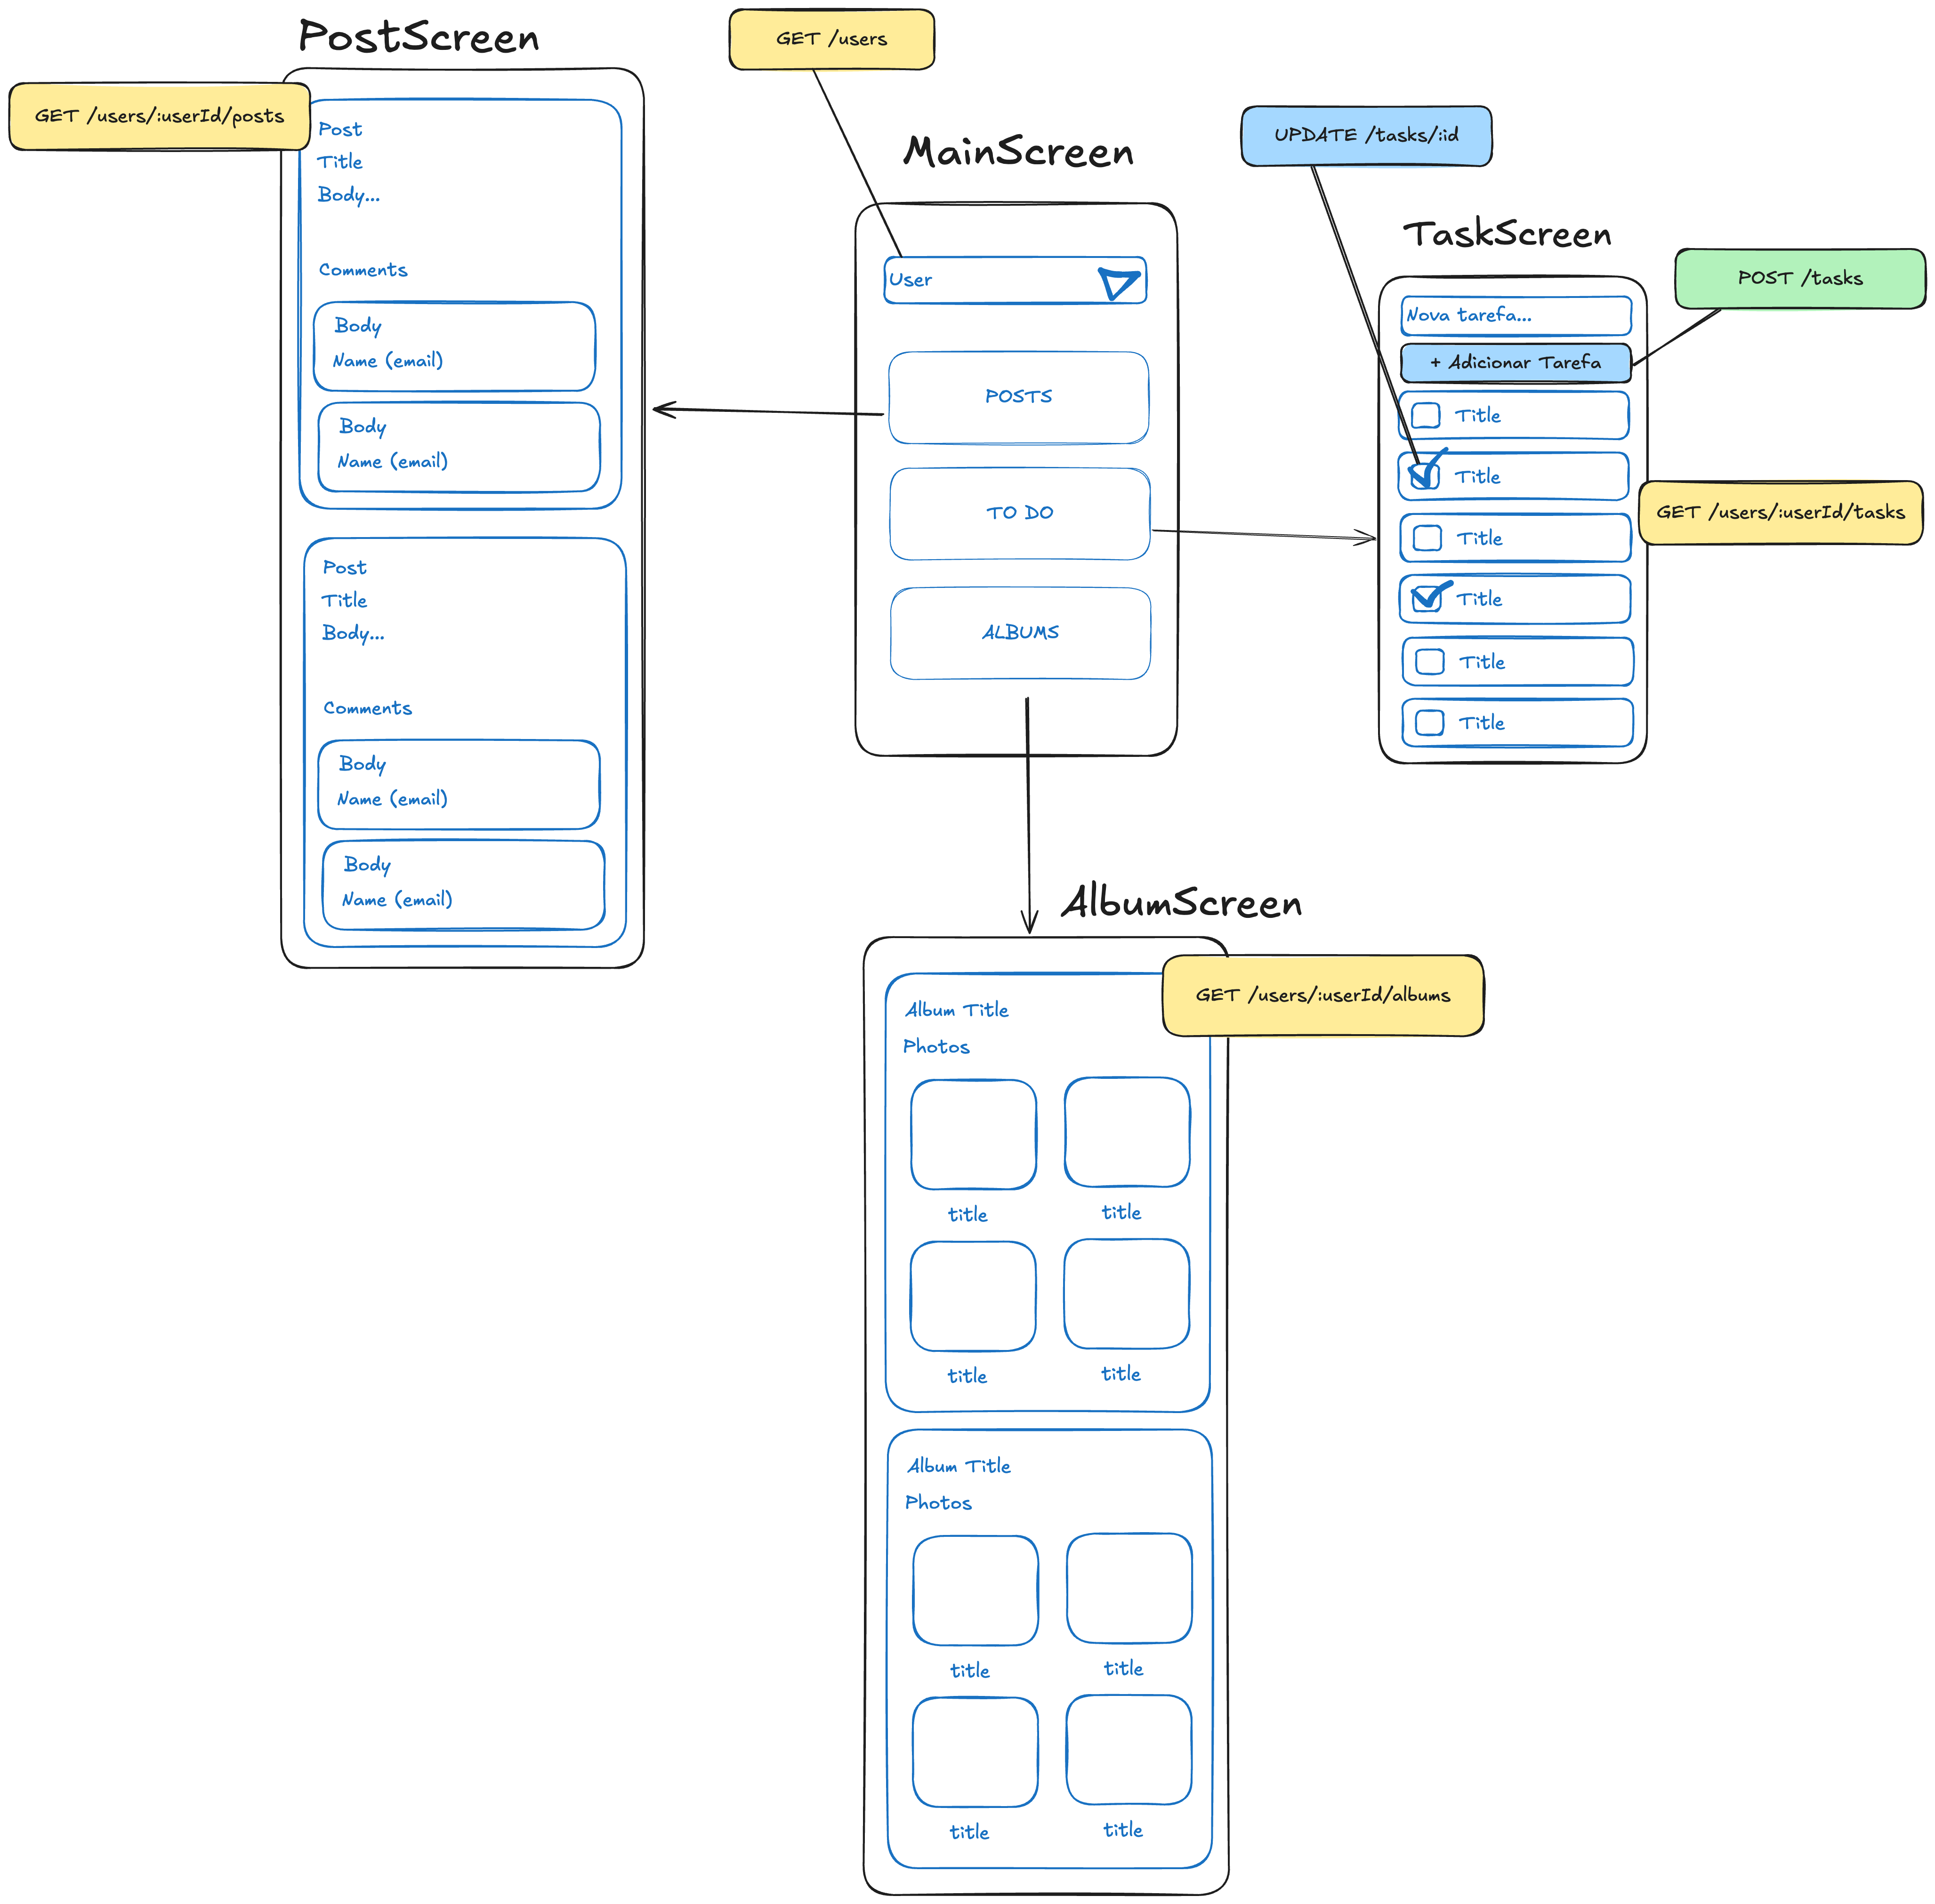 PostScreen
GET /users/:userId/posts
Post
Title
Body...
Comments
Body
Name (email)
Body
Name (email)
Post
Title
Body...
Comments
Body
Name (email)
Body
Name (email)
GET /users
MainScreen
User
POSTS
TO DO
ALBUMS
UPDATE /tasks/:id
TaskScreen
POST /tasks
Nova tarefa...
+ Adicionar Tarefa
Title
Title
GET /users/:userId/tasks
Title
Title
Title
Title
AlbumScreen
GET /users/:userId/albums
Album Title
Photos
title
title
title
title
Album Title
Photos
title
title
title
title